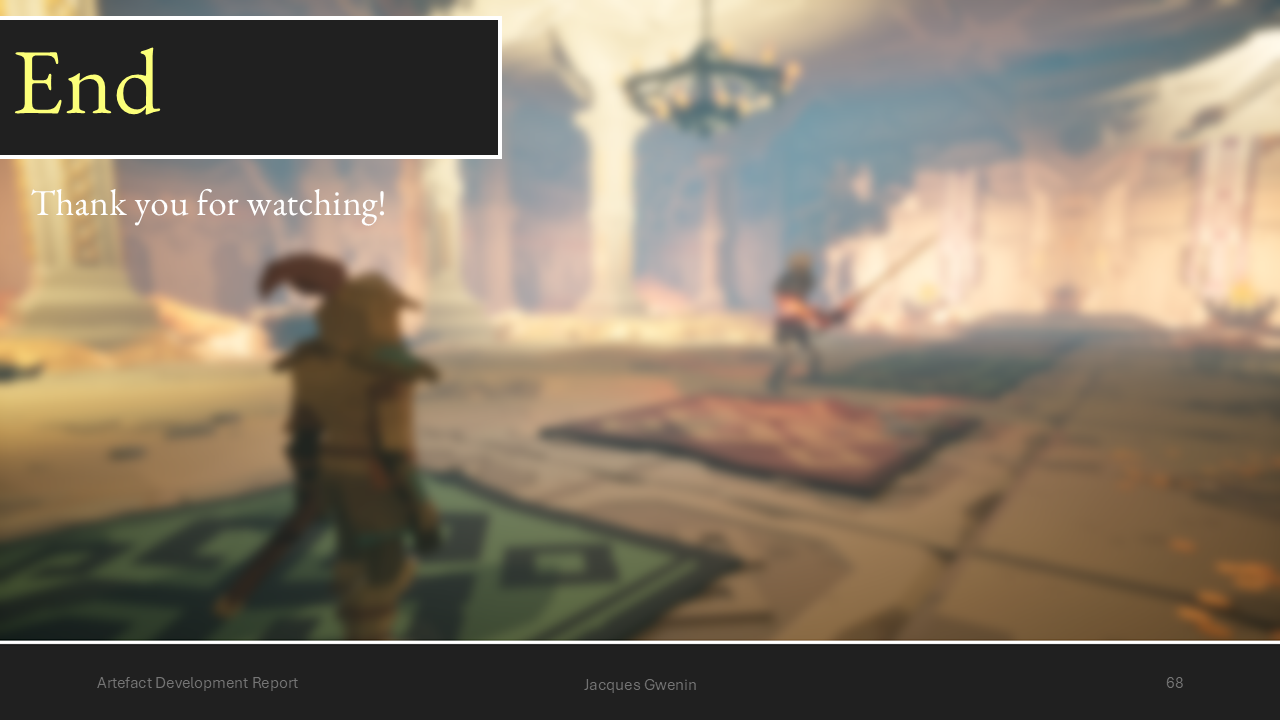 End
Thank you for watching!
Artefact Development Report
Jacques Gwenin
68